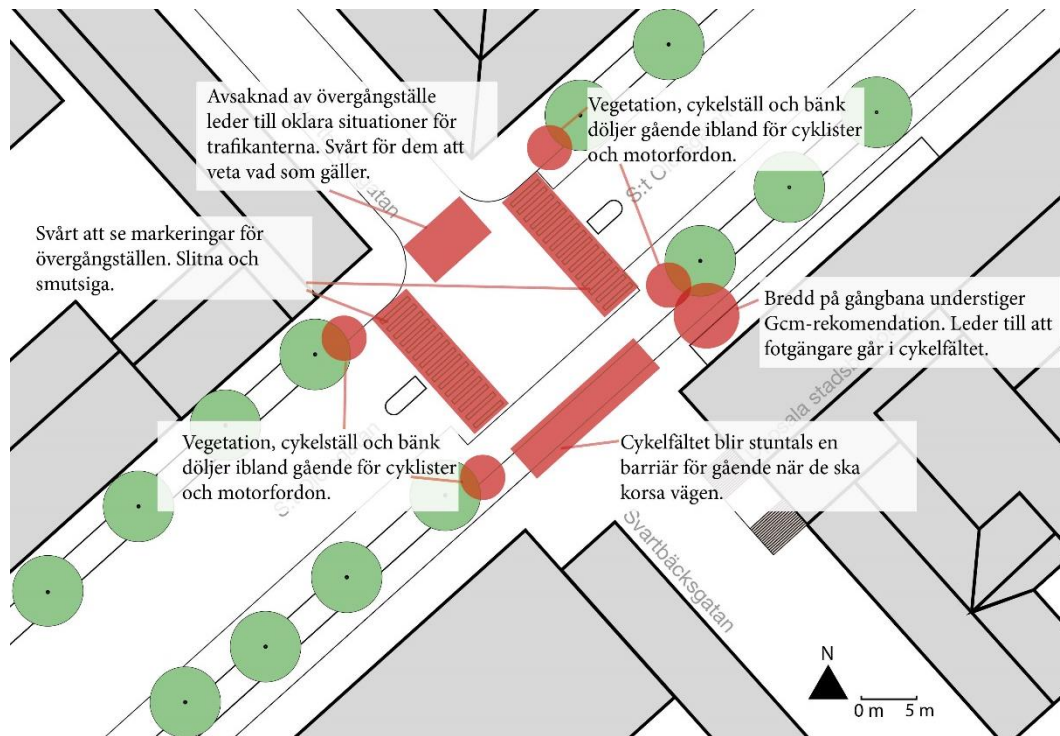 Avsaknad av övergångställe
leder till oklara situationer för
trafikanterna. Svårt för dem att
veta vad som gäller.
Vegetation, cykelställ och bänk
döljer gående ibland för cyklister
och motorfordon.
Svårt att se markeringar för
övergångställen. Slitna och
smutsiga.
Bredd på gångbana understiger
Gcm-rekomendation. Leder till att
fotgängare går i cykelfältet.
Vegetation, cykelställ och bänk
döljer ibland gående för cyklister
och motorfordon.
Cykelfältet blir stuntals en
barriär för gående när de ska
korsa vägen.
S:t
Svartbäcksgatan
N
0 m 5 m